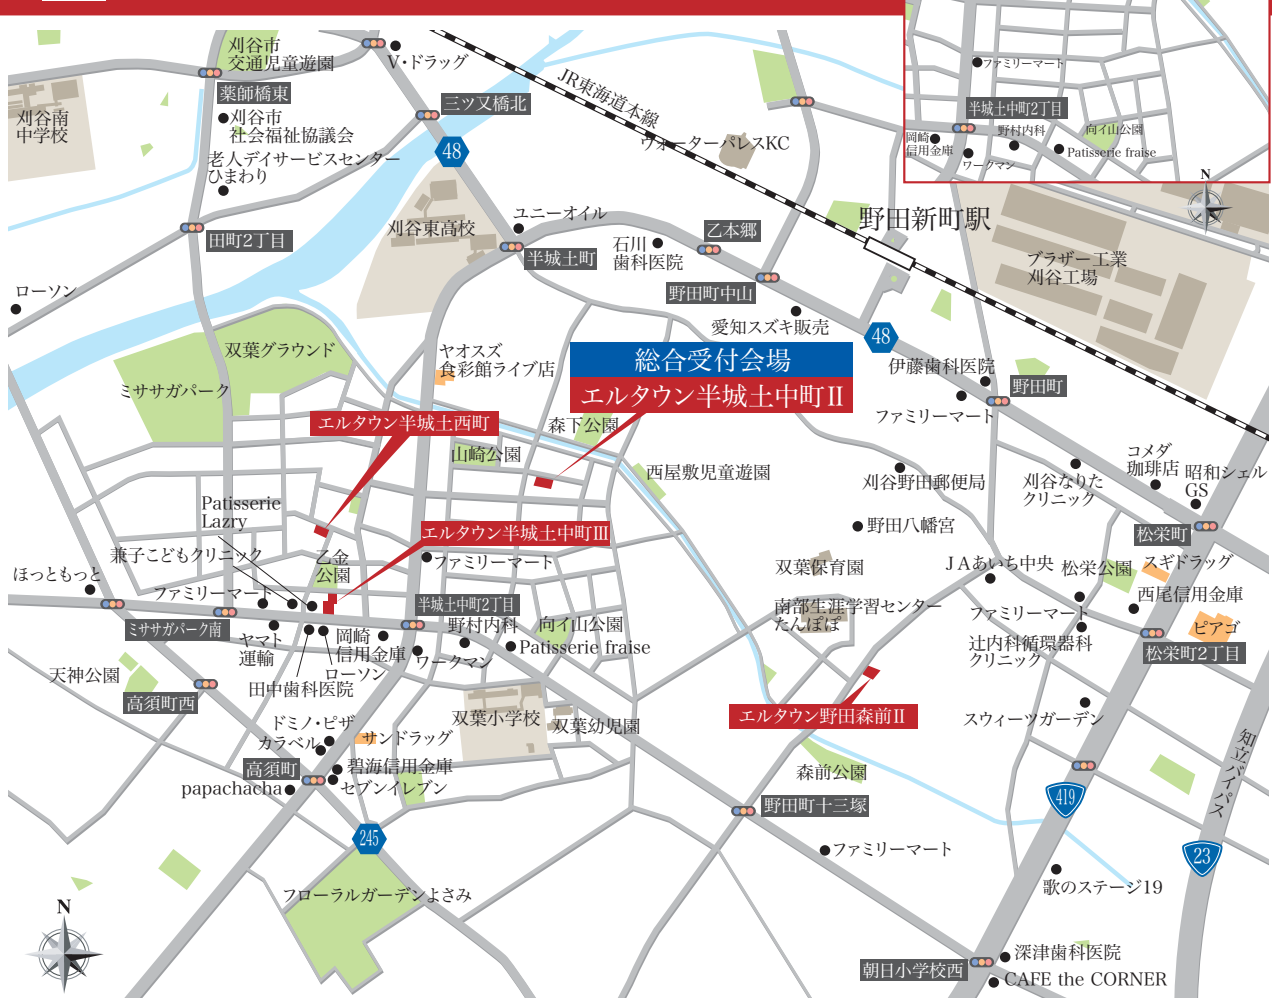 刈谷市
交通児童遊園
V・ドラッグ
薬師橋東
刈谷南
中学校
刈谷市
社会福祉協議会
老人デイサービスセンター
ひまわり
三ツ又橋北
48
JR東海道本線
ウォーターパレスKC
ファミリーマート
半城土中町2丁目
岡崎
信用金庫
野村内科
向イ山公園
ワークマン
Patisserie fraise
N
田町2丁目
刈谷東高校
ユニーオイル
半城土町
石川
歯科医院
乙本郷
野田町中山
野田新町駅
ブラザー工業
刈谷工場
ローソン
愛知スズキ販売
48
双葉グラウンド
ミササガパーク
ヤオスズ
食彩館ライブ店
総合受付会場
エルタウン半城土中町Ⅱ
伊藤歯科医院
野田町
ファミリーマート
エルタウン半城土西町
森下公園
山崎公園
西屋敷児童遊園
刈谷野田郵便局
コメダ
珈琲店
昭和シェル
GS
刈谷なりた
クリニック
Patisserie
Lazry
エルタウン半城土中町Ⅲ
野田八幡宮
松栄町
兼子こどもクリニック
乙金
公園
ファミリーマート
双葉保育園
JAあいち中央
松栄公園
スギドラッグ
ほっともっと
ファミリーマート
半城土中町2丁目
南部生涯学習センター
たんぽぽ
ファミリーマート
西尾信用金庫
ミササガパーク南
ヤマト
運輸
岡崎
信用金庫
野村内科
向イ山公園
ピアゴ
辻内科循環器科
クリニック
松栄町2丁目
ワークマン
Patisserie fraise
天神公園
田中歯科医院
ローソン
高須町西
エルタウン野田森前Ⅱ
スウィーツガーデン
ドミノ・ピザ
カラベル
サンドラッグ
双葉小学校
双葉幼児園
知立バイパス
高須町
碧海信用金庫
papachacha
セブンイレブン
森前公園
野田町十三塚
419
245
ファミリーマート
23
フローラルガーデンよさみ
歌のステージ19
N
朝日小学校西
深津歯科医院
CAFE the CORNER